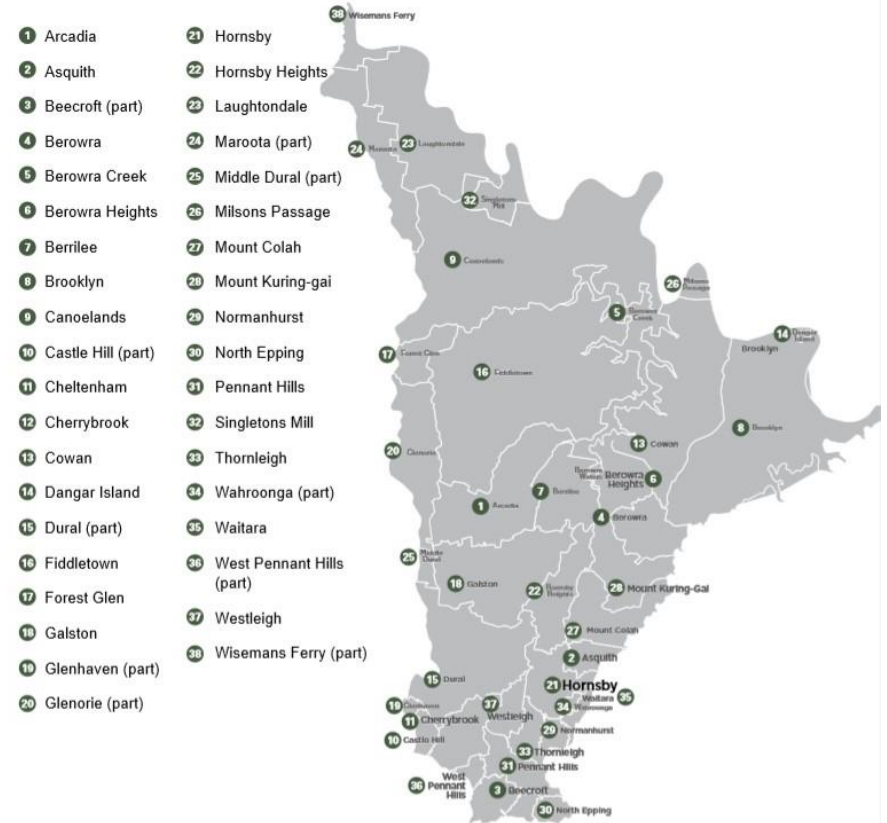 1 Arcadia
2 Asquith
3 Beecroft (part)
4 Berowra
5 Berowra Creek
6 Berowra Heights
7 Berrilee
8 Brooklyn
9 Canoelands
10 Castle Hill (part)
11 Cheltenham
12 Cherrybrook
13 Cowan
14 Dangar Island
15 Dural (part)
16 Fiddletown
17 Forest Glen
18 Galston
19 Glenhaven (part)
20 Glenorie (part)
21 Hornsby
22 Hornsby Heights
23 Laughtondale
24 Maroota (part)
25 Middle Dural (part)
26 Milsons Passage
27 Mount Colah
28 Mount Kuring-gai
29 Normanhurst
30 North Epping
31 Pennant Hills
32 Singletons Mill
33 Thornleigh
34 Wahroonga (part)
35 Waitara
36 West Pennant Hills
(part)
37 Westleigh
38 Wisemans Ferry (part)
38 Wisemans Ferry
24 Maroota
23 Laughtondale
32 Singletons
Mill
9 Canoelands
26 Milsons
Passage
5 Berowra
Creek
14 Dangar
Island
Brooklyn
17 Forest Glen
16 Fiddletown
8 Brooklyn
13 Cowan
20 Glenorie
Berowra
Waters
Berowra
Heights 6
7 Berrilee
1 Arcadia
4 Berowra
25 Middle
Dural
18 Galston
22 Hornsby
Heights
28 Mount Kuring-Gai
27 Mount Colah
2 Asquith
15 Dural
21 Hornsby
Waitara 35
34 Wahroonga
19 Glenhaven
37
Westleigh
11 Cherrybrook
29 Normanhurst
10 Castle Hill
33 Thornleigh
31 Pennant Hills
36 West
Pennant
Hills
3 Beecroft
30 North Epping